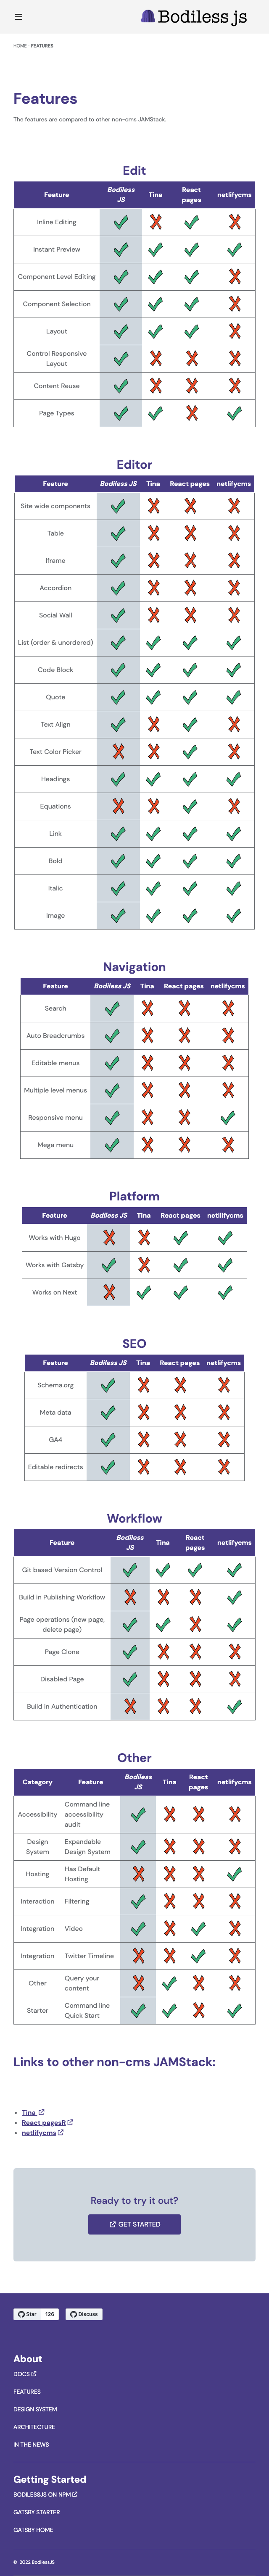 Bodiless js
HOME · FEATURES
Features
The features are compared to other non-cms JAMStack.
Edit
Feature Bodiless JS Tina React pages netlifycms
Inline Editing
Instant Preview
Component Level Editing
Component Selection
Layout
Control Responsive Layout
Content Reuse
Page Types
Editor
Feature Bodiless JS Tina React pages netlifycms
Site wide components
Table
Iframe
Accordion
Social Wall
List (order & unordered)
Code Block
Quote
Text Align
Text Color Picker
Headings
Equations
Link
Bold
Italic
Image
Navigation
Feature Bodiless JS Tina React pages netlifycms
Search
Auto Breadcrumbs
Editable menus
Multiple level menus
Responsive menu
Mega menu
Platform
Feature Bodiless JS Tina React pages netlifycms
Works with Hugo
Works with Gatsby
Works on Next
SEO
Feature Bodiless JS Tina React pages netlifycms
Schema.org
Meta data
GA4
Editable redirects
Workflow
Feature Bodiless JS Tina React pages netlifycms
Git based Version Control
Build in Publishing Workflow
Page operations (new page, delete page)
Page Clone
Disabled Page
Build in Authentication
Other
Category Feature Bodiless JS Tina React pages netlifycms
Accessibility Command line accessibility audit
Design System Expandable Design System
Hosting Has Default Hosting
Interaction Filtering
Integration Video
Integration Twitter Timeline
Other Query your content
Starter Command line Quick Start
Links to other non-cms JAMStack:
Tina
React pagesR
netlifycms
Ready to try it out?
GET STARTED
Star 126 Discuss
About
DOCS
FEATURES
DESIGN SYSTEM
ARCHITECTURE
IN THE NEWS
Getting Started
BODILESSJS ON NPM
GATSBY STARTER
GATSBY HOME
© 2022 BodilessJS